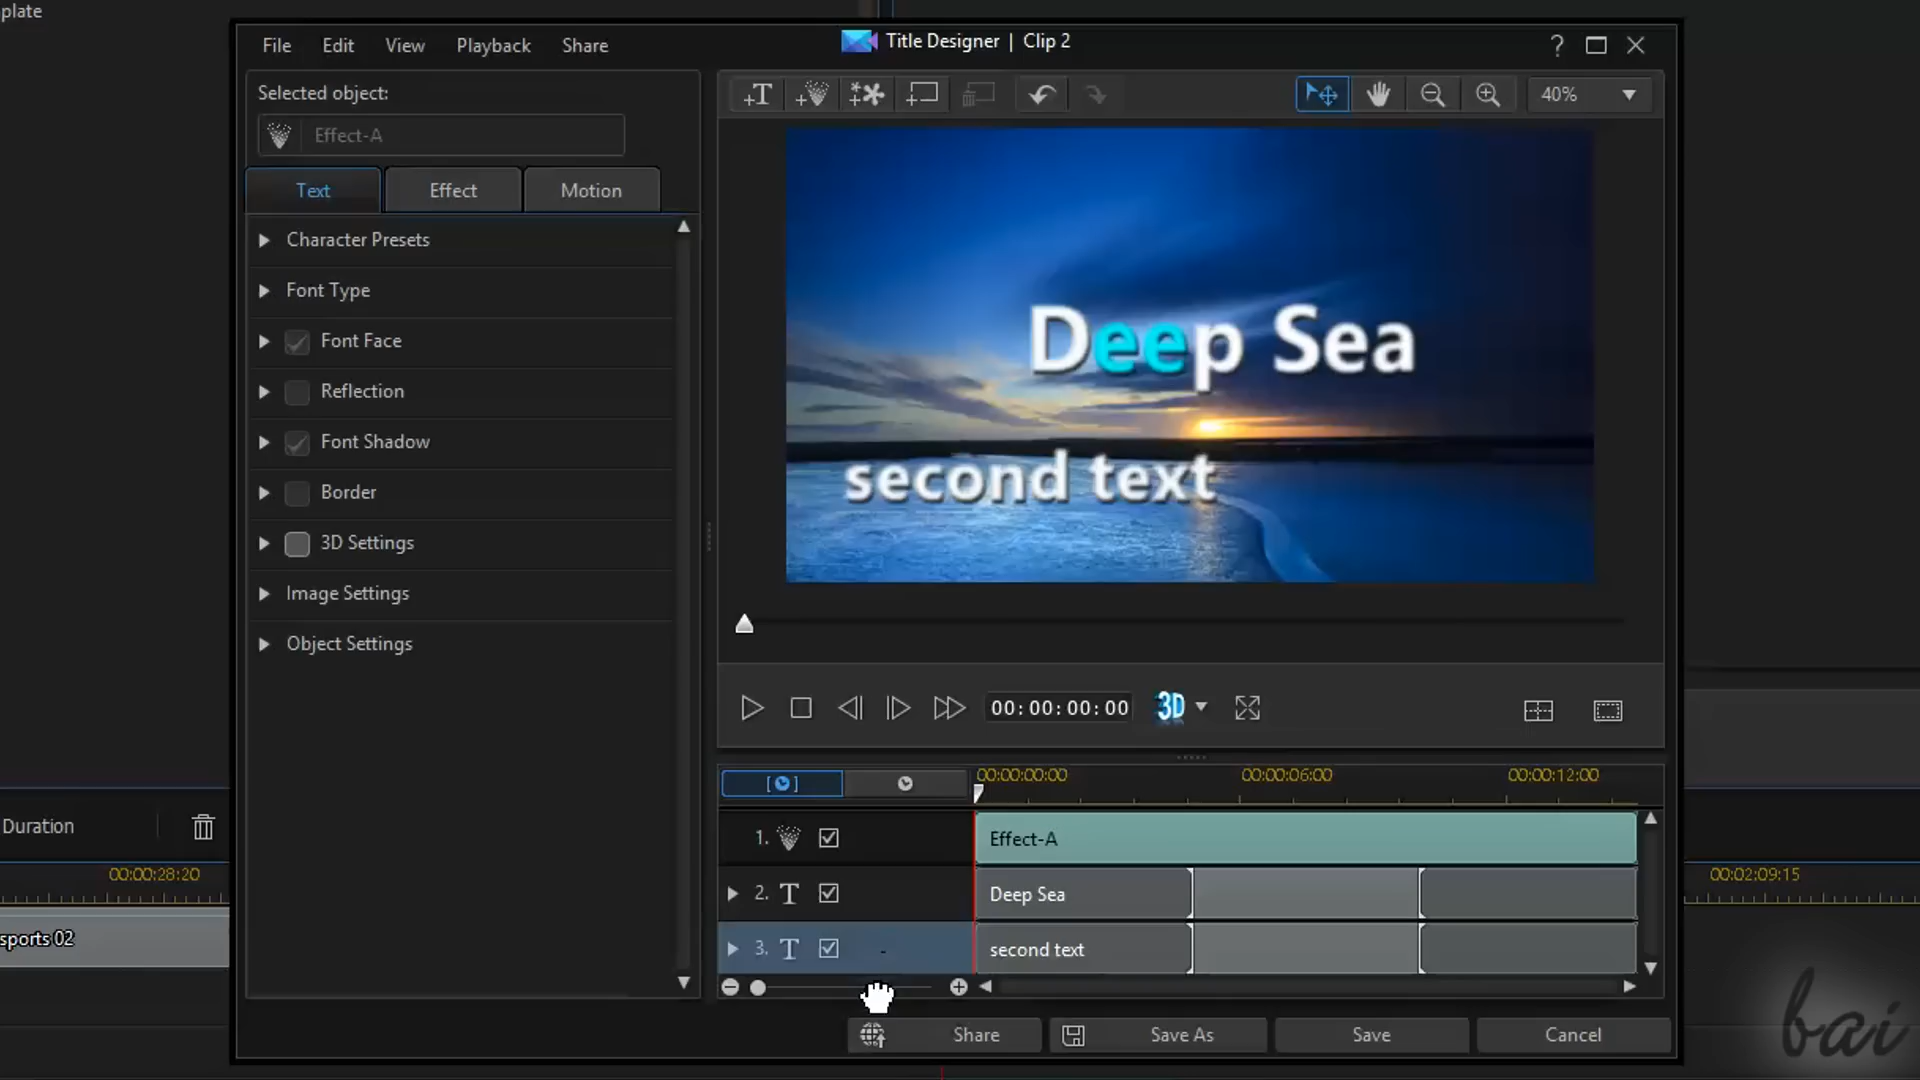 plate
File Edit View Playback Share
Title Designer | Clip 2
?
Selected object:
Effect-A
Text Effect Motion
Character Presets
Font Type
Font Face
Reflection
Font Shadow
Border
3D Settings
Image Settings
Object Settings
+T
40%
Deep Sea
second text
00:00:00:00
3D
00:00:00:00 00:00:06:00 00:00:12:00
1. Effect-A
2. T Deep Sea
3. T second text
Share Save As Save Cancel
Duration
00:00:28:20
sports 02
00:02:09:15
bai